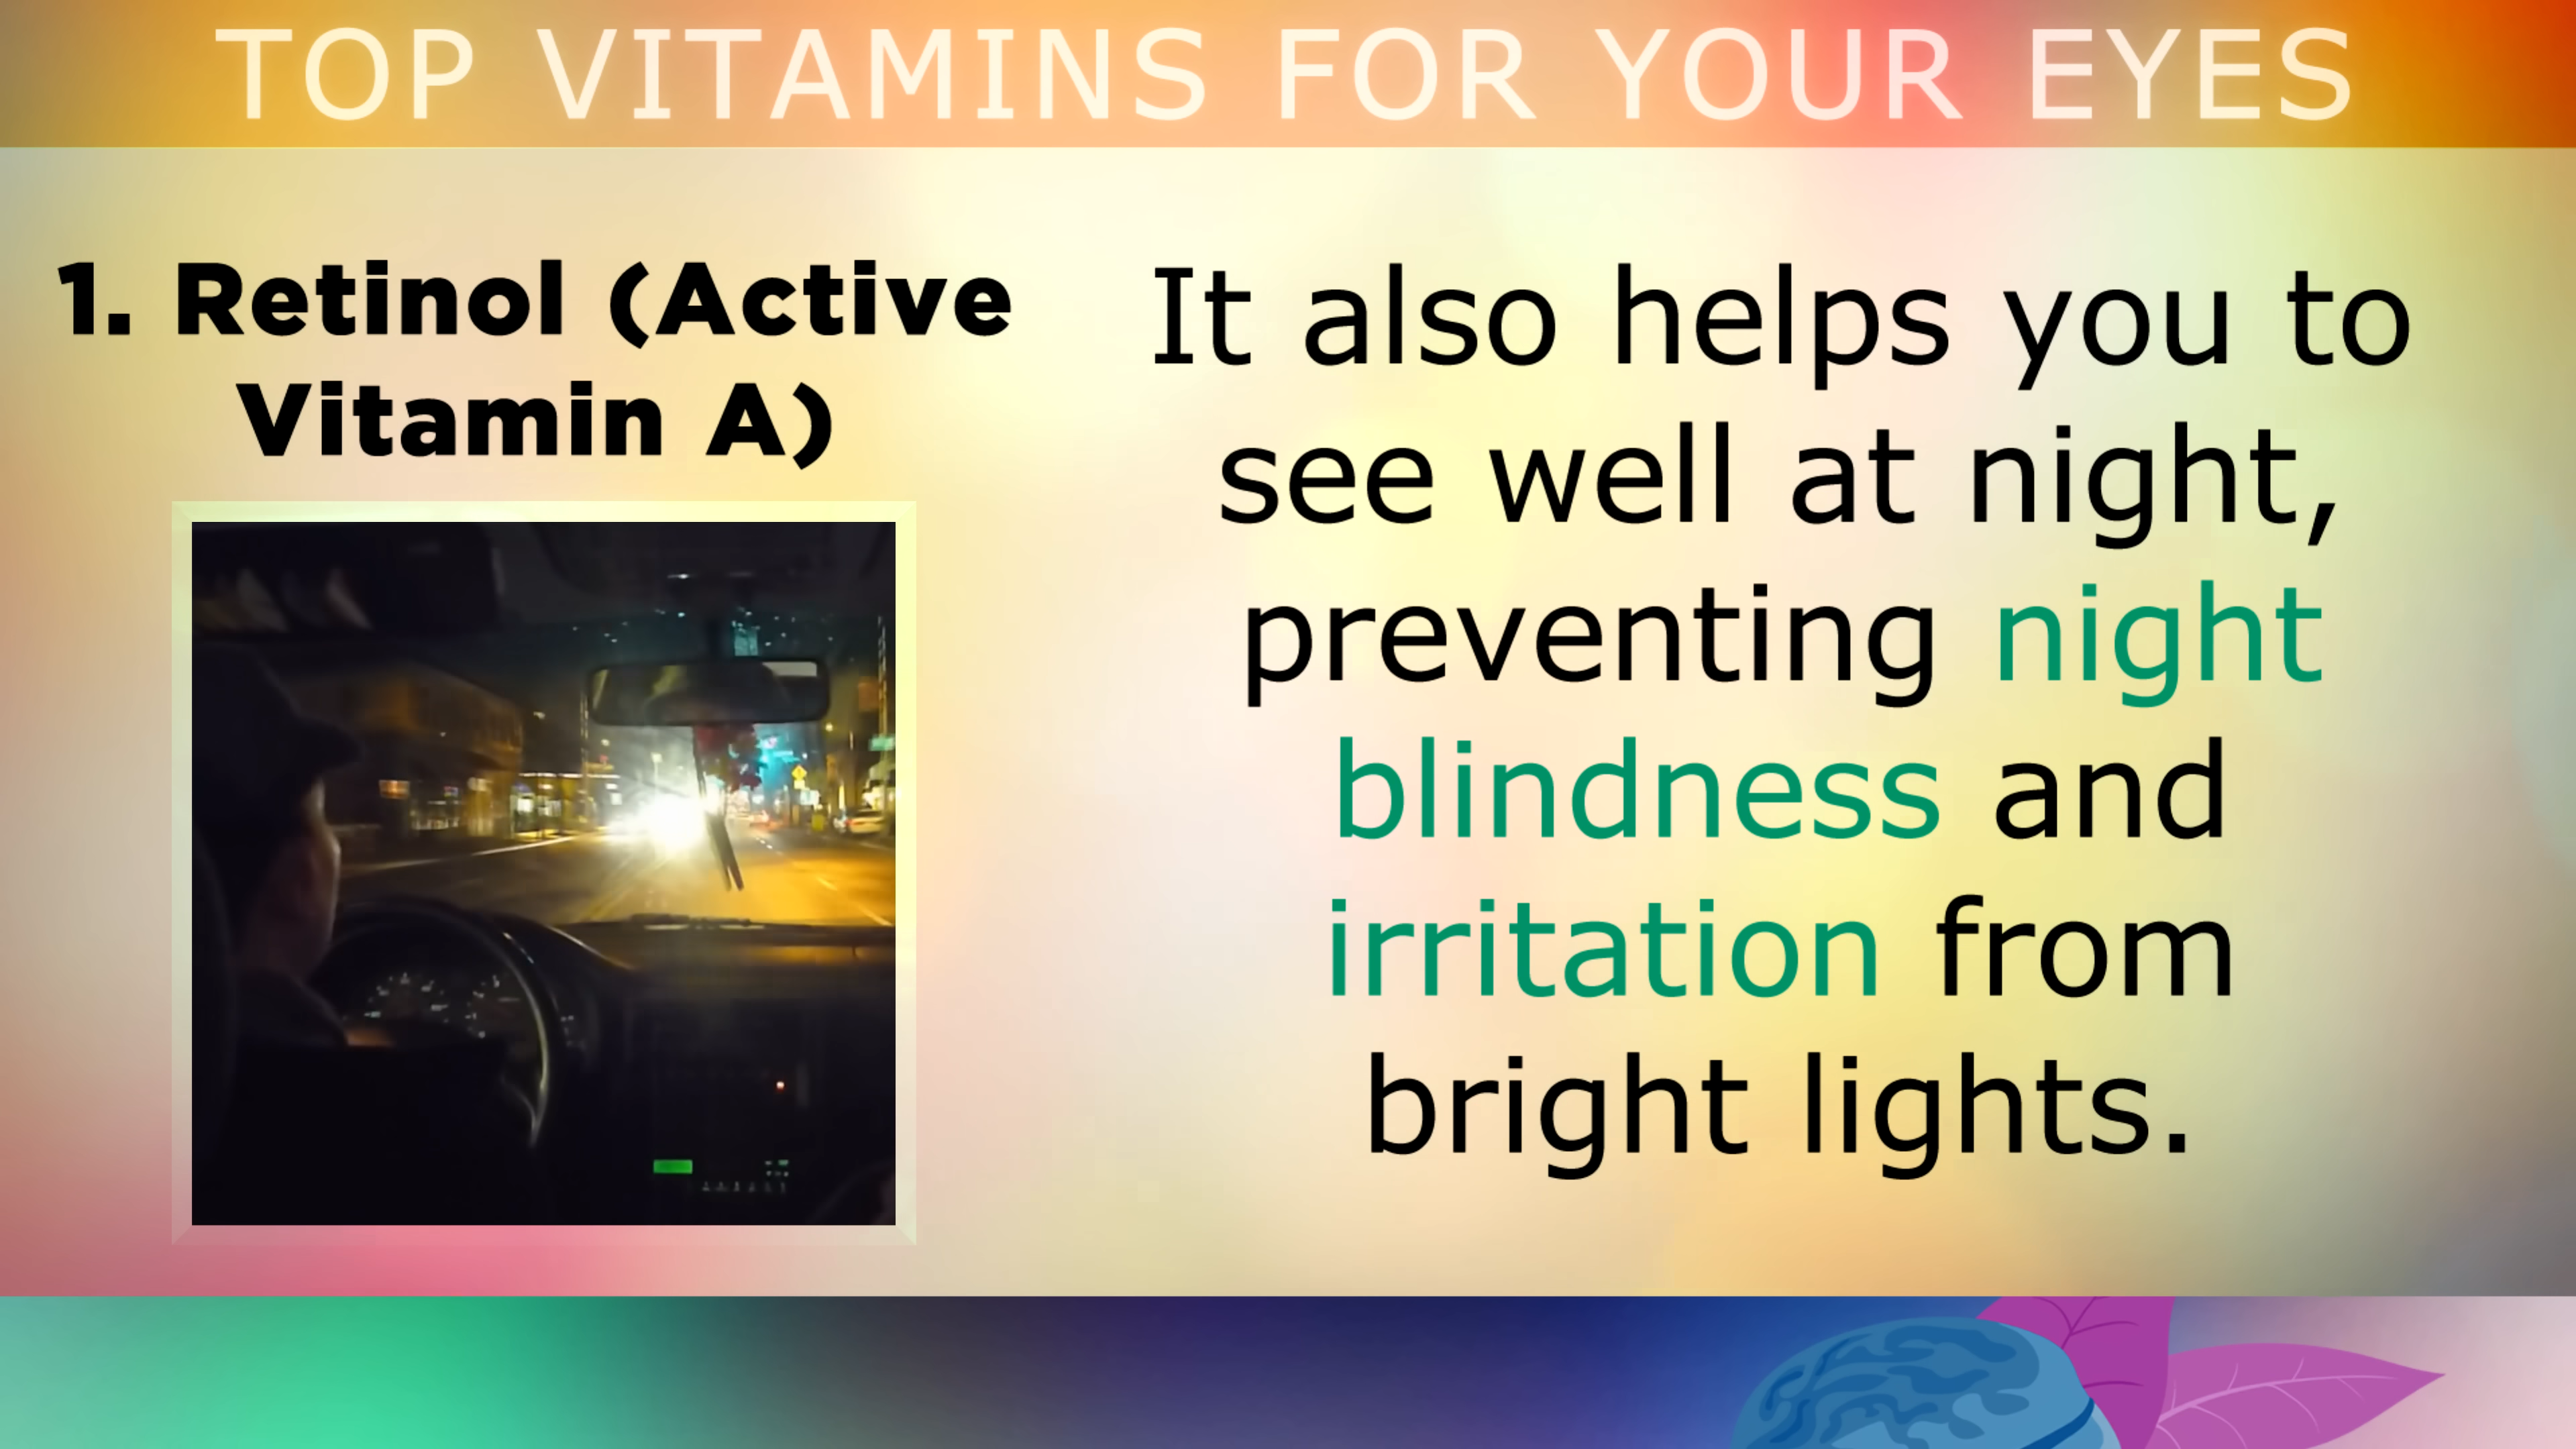 TOP VITAMINS FOR YOUR EYES
1. Retinol (Active
Vitamin A)
It also helps you to
see well at night,
preventing night
blindness and
irritation from
bright lights.